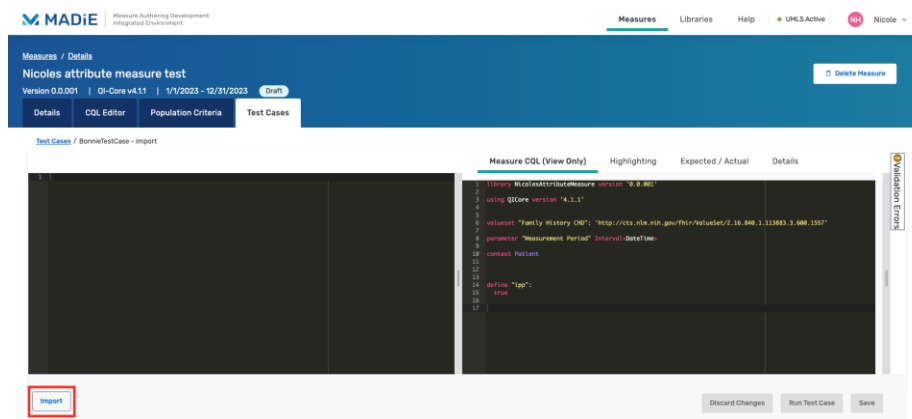 MADiE Measure Authoring Development Integrated Environment
Measures Libraries Help UMLS Active NH Nicole
Measures / Details
Nicoles attribute measure test
Version 0.0.001 | QI-Core v4.1.1 | 1/1/2023 - 12/31/2023 Draft
Delete Measure
Details CQL Editor Population Criteria Test Cases
Test Cases / BonnieTestCase - Import
Measure CQL (View Only) Highlighting Expected / Actual Details
Validation Errors
1
1 library NicolesAttributeMeasure version '0.0.001'
2
3 using QICore version '4.1.1'
4
5
6 valueset "Family History CHD": 'http://cts.nlm.nih.gov/fhir/ValueSet/2.16.840.1.113883.3.600.1557'
7
8 parameter "Measurement Period" Interval<DateTime>
9
10 context Patient
11
12
13
14 define "ipp":
15 true
16
17
Import
Discard Changes Run Test Case Save